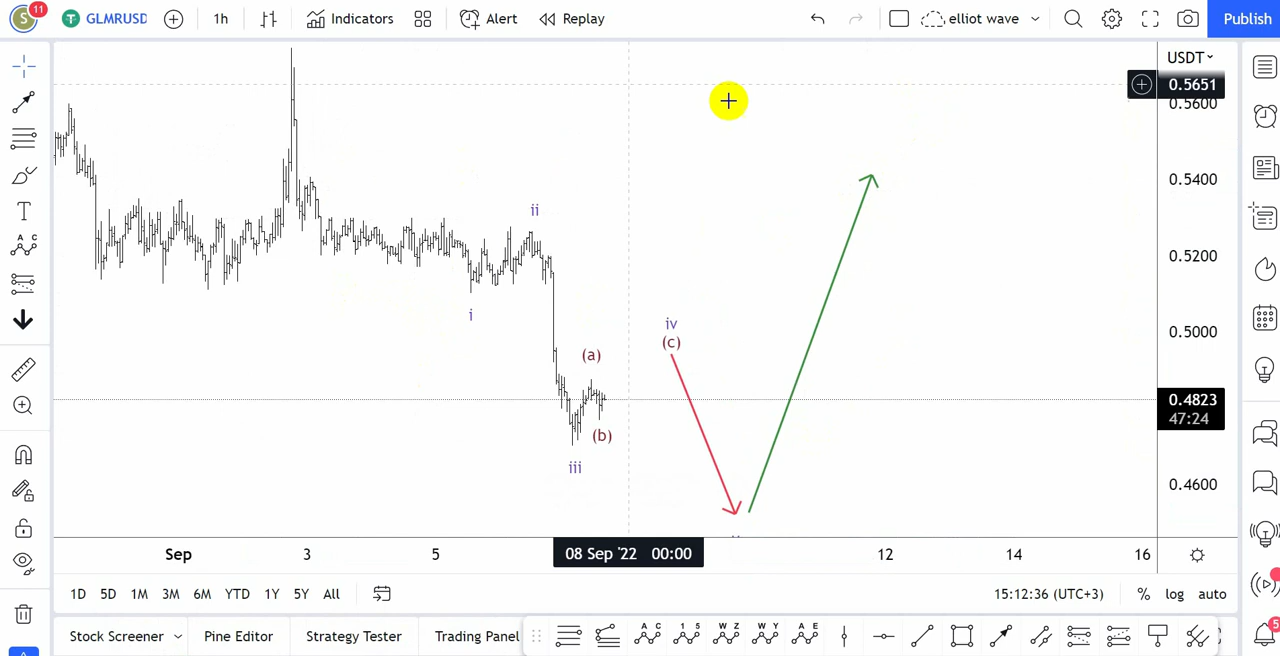 S 11 T GLMRUSD 1h Indicators Alert Replay elliot wave Publish
USDT
0.5651
0.5600
0.5400
ii
0.5200
i
iv
0.5000
(c)
(a)
0.4823
47:24
(b)
iii
0.4600
Sep 3 5 08 Sep '22 00:00 12 14 16
1D 5D 1M 3M 6M YTD 1Y 5Y All 15:12:36 (UTC+3) % log auto
Stock Screener Pine Editor Strategy Tester Trading Panel A C 1 5 W Z W Y A E 5